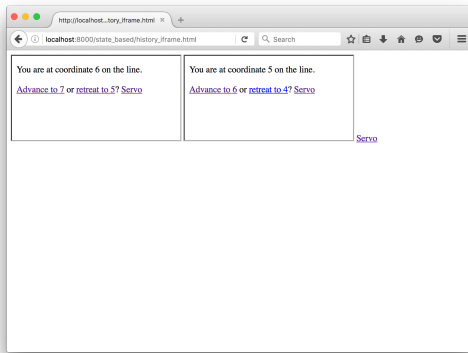 http://localhost...tory_iframe.html
localhost:8000/state_based/history_iframe.html
Search
You are at coordinate 6 on the line.
Advance to 7 or retreat to 5? Servo
You are at coordinate 5 on the line.
Advance to 6 or retreat to 4? Servo
Servo